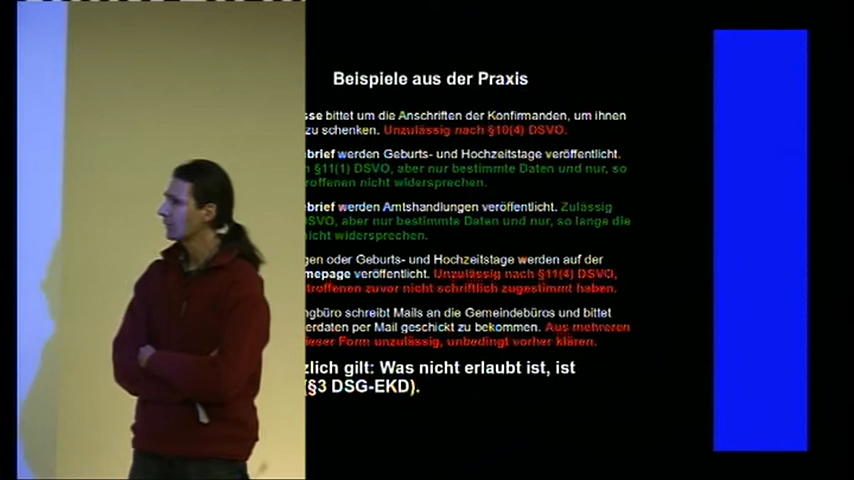 Beispiele aus der Praxis
sse bittet um die Anschriften der Konfirmanden, um ihnen
zu schenken. Unzulässig nach §10(4) DSVO.
ebrief werden Geburts- und Hochzeitstage veröffentlicht.
§11(1) DSVO, aber nur bestimmte Daten und nur, so
troffenen nicht widersprechen.
ebrief werden Amtshandlungen veröffentlicht. Zulässig
DSVO, aber nur bestimmte Daten und nur, so lange die
nicht widersprechen.
gen oder Geburts- und Hochzeitstage werden auf der
mepage veröffentlicht. Unzulässig nach §11(4) DSVO,
troffenen zuvor nicht schriftlich zugestimmt haben.
ngbüro schreibt Mails an die Gemeindebüros und bittet
erdaten per Mail geschickt zu bekommen. Aus mehreren
ieser Form unzulässig, unbedingt vorher klären.
zlich gilt: Was nicht erlaubt ist, ist
(§3 DSG-EKD).